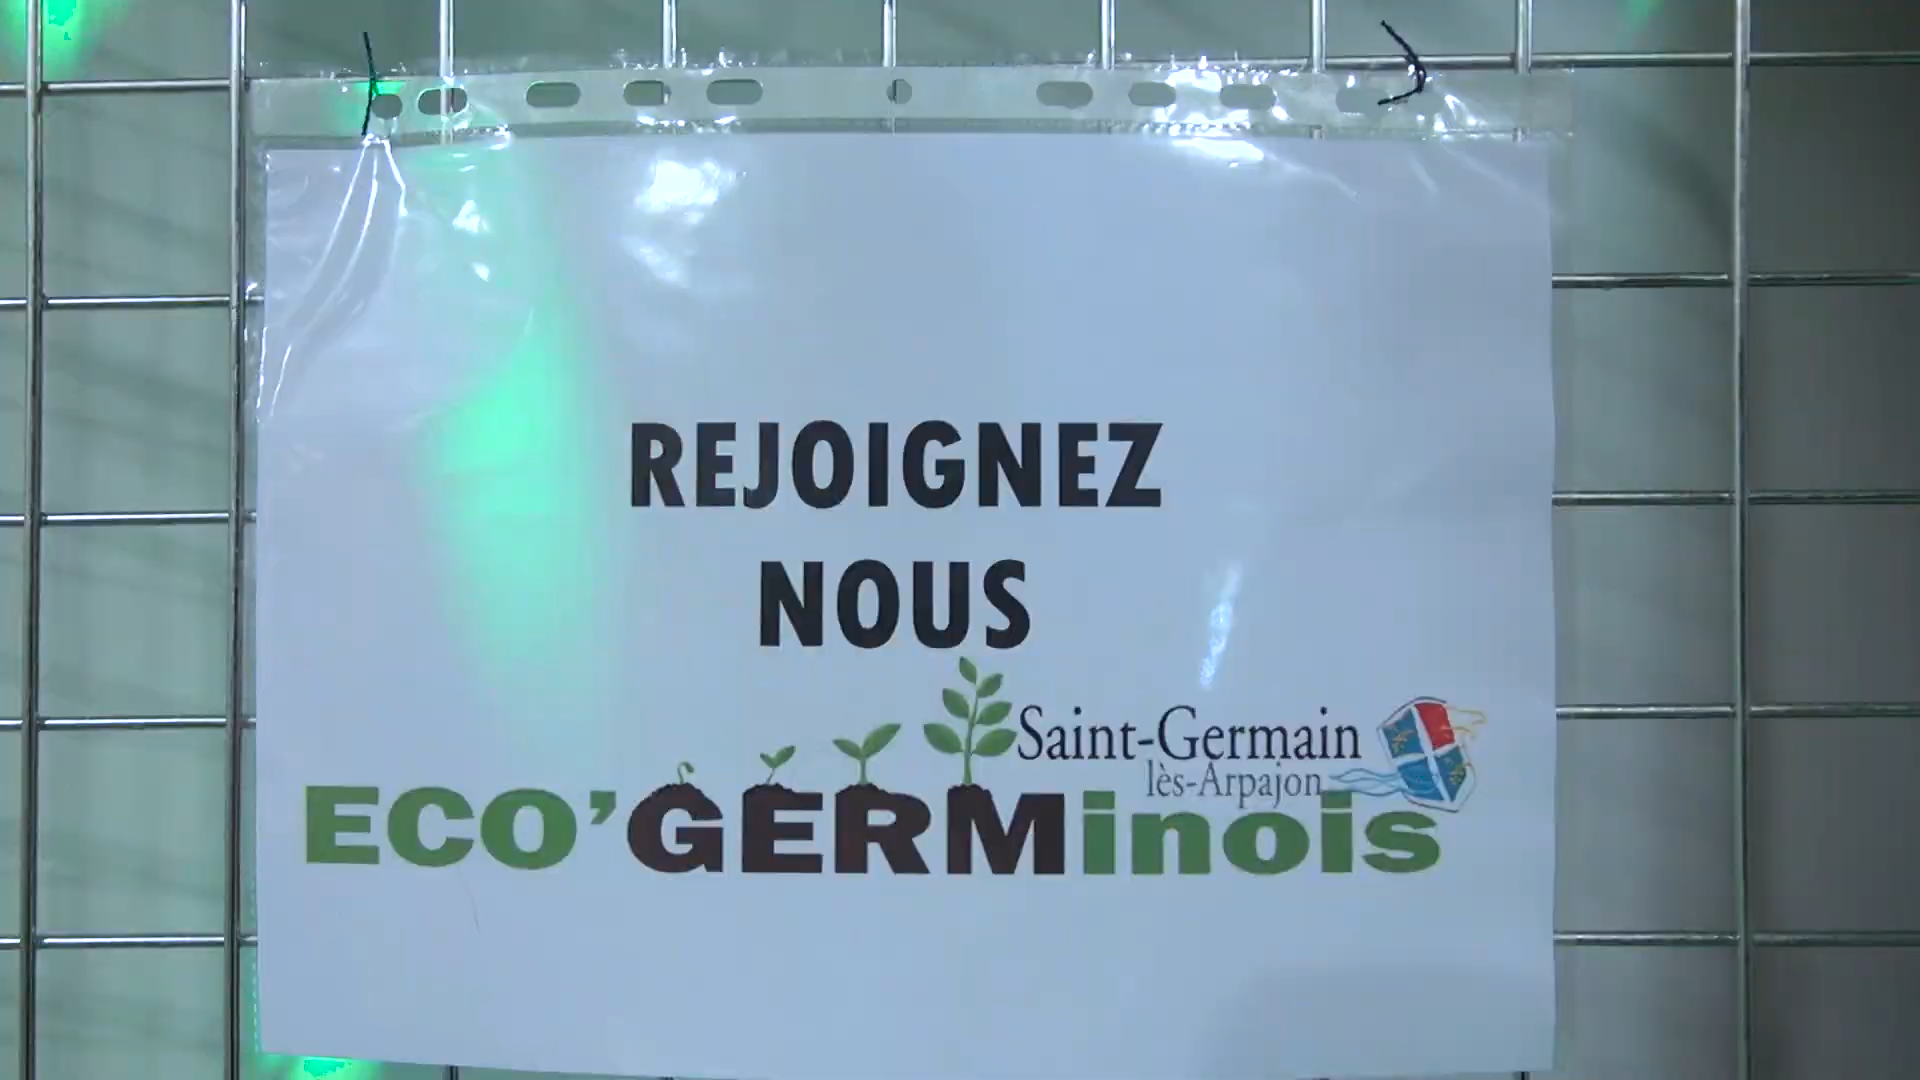 REJOIGNEZ
NOUS
Saint-Germain
lès-Arpajon
ECO'GERMinois